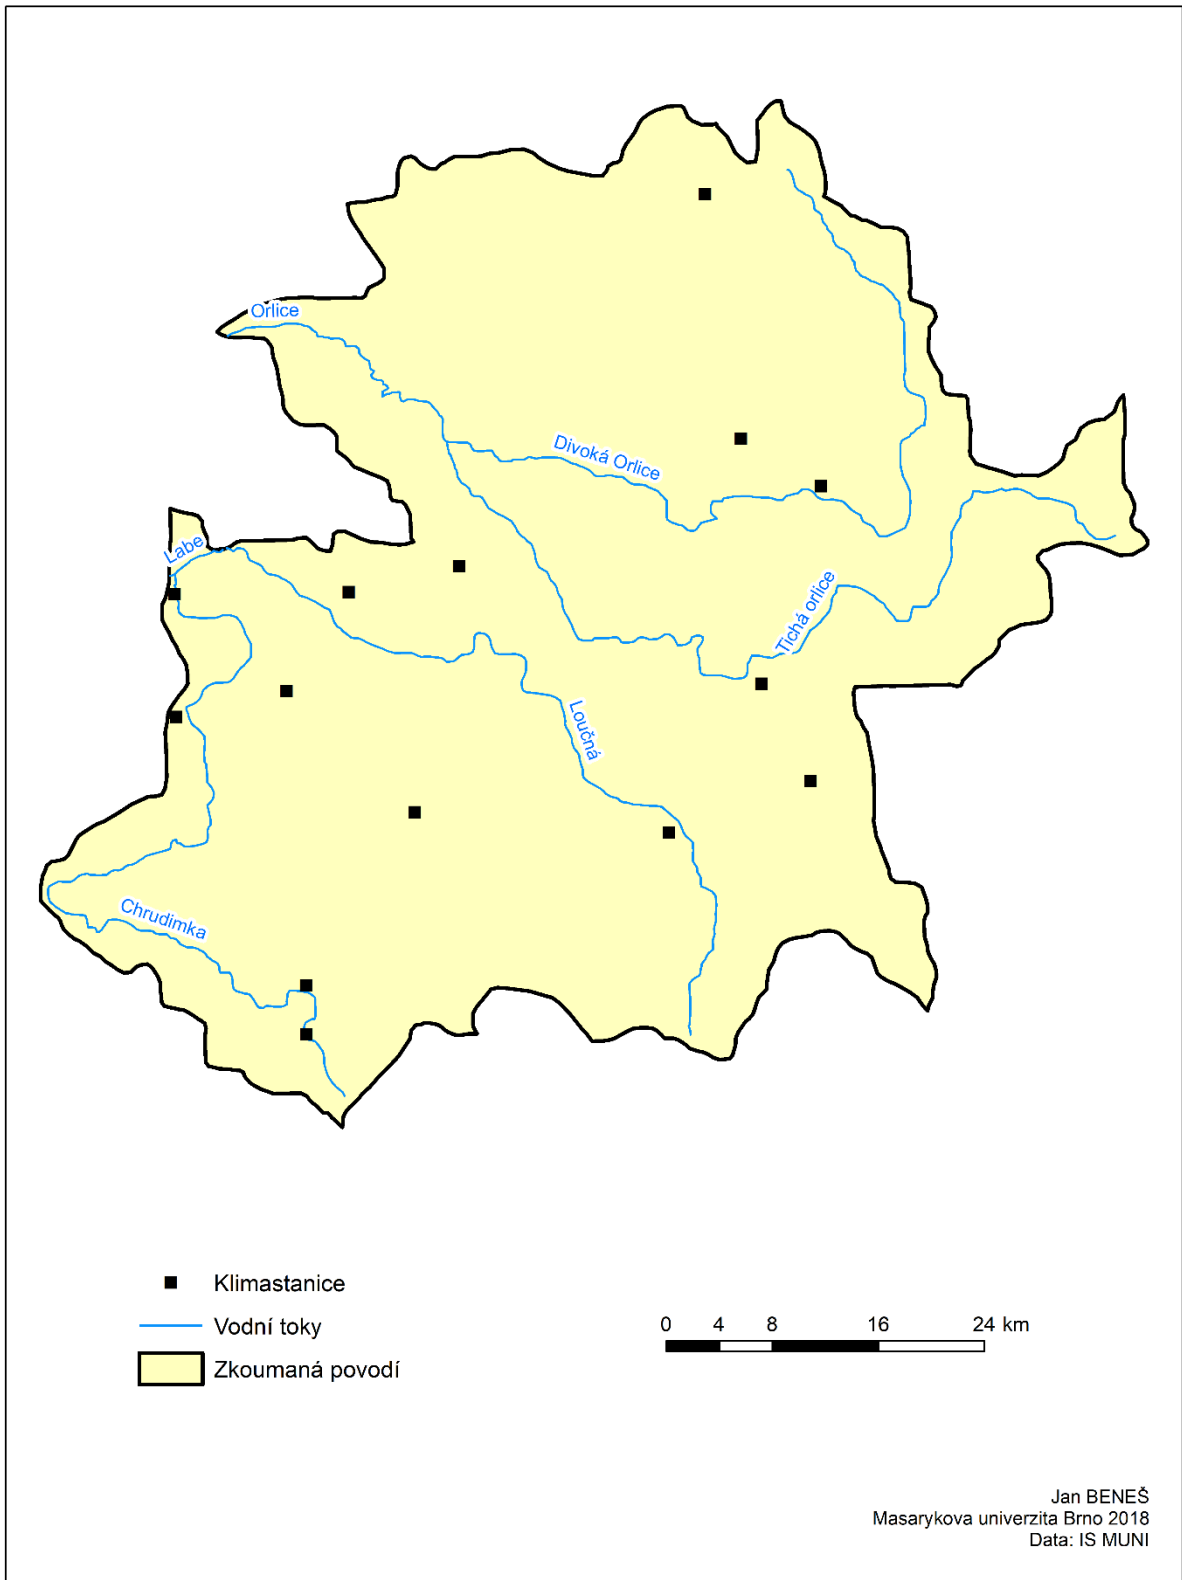 Orlice
Divoká Orlice
Labe
Tichá orlice
Loučná
Chrudimka
Klimastanice
Vodní toky
Zkoumaná povodí
0 4 8 16 24 km
Jan BENEŠ
Masarykova univerzita Brno 2018
Data: IS MUNI